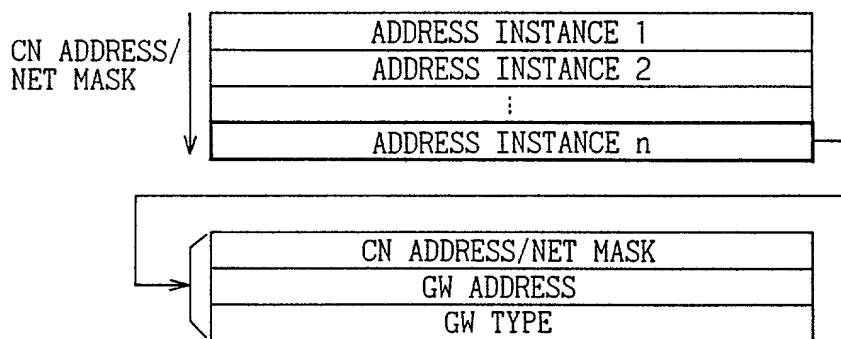 CN ADDRESS/
NET MASK
ADDRESS INSTANCE 1
ADDRESS INSTANCE 2
⋮
ADDRESS INSTANCE n
CN ADDRESS/NET MASK
GW ADDRESS
GW TYPE